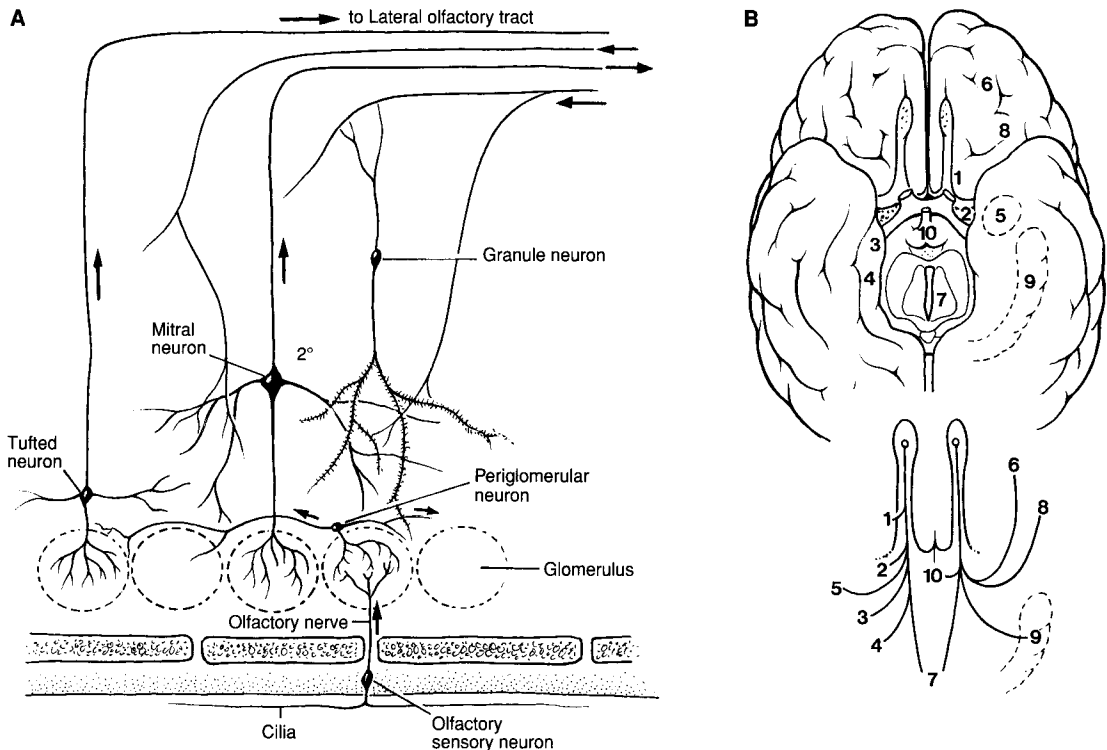 A
to Lateral olfactory tract
Granule neuron
Mitral
neuron
2°
Tufted
neuron
Periglomerular
neuron
Glomerulus
Olfactory nerve
Cilia
Olfactory
sensory neuron
B
6
8
1
2
5
10
3
4
9
7
6
8
1
2
10
5
3
4
9
7